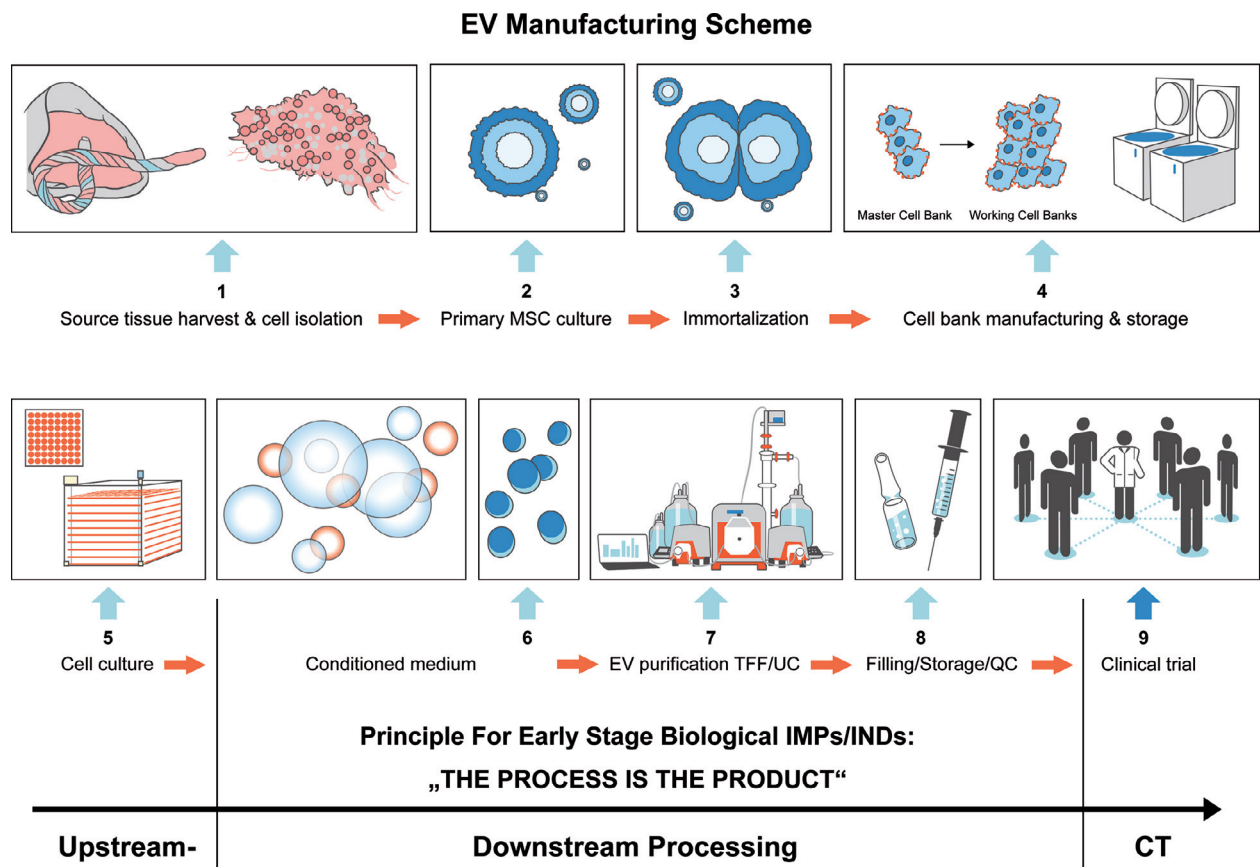 EV Manufacturing Scheme
Master Cell Bank
Working Cell Banks
1
2
3
4
Source tissue harvest & cell isolation
Primary MSC culture
Immortalization
Cell bank manufacturing & storage
5
6
7
8
9
Cell culture
Conditioned medium
EV purification TFF/UC
Filling/Storage/QC
Clinical trial
Principle For Early Stage Biological IMPs/INDs:
„THE PROCESS IS THE PRODUCT“
Upstream-
Downstream Processing
CT